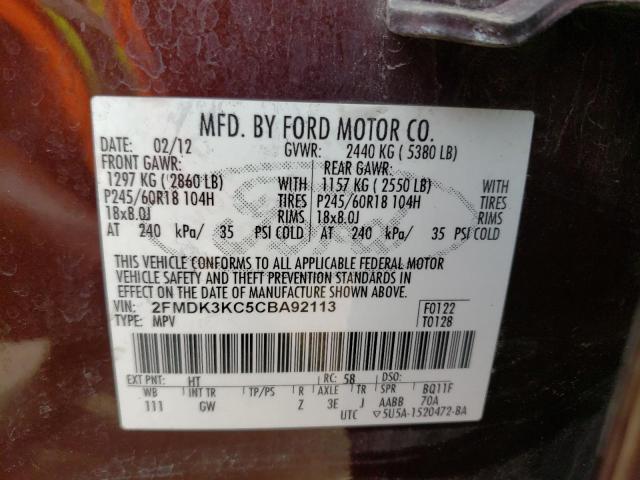 MFD. BY FORD MOTOR CO.
DATE: 02/12 GVWR: 2440 KG ( 5380 LB)
FRONT GAWR: REAR GAWR:
1297 KG ( 2860 LB) WITH 1157 KG ( 2550 LB) WITH
P245/60R18 104H TIRES P245/60R18 104H TIRES
18x8.0J RIMS 18x8.0J RIMS
AT 240 kPa/ 35 PSI COLD AT 240 kPa/ 35 PSI COLD
THIS VEHICLE CONFORMS TO ALL APPLICABLE FEDERAL MOTOR
VEHICLE SAFETY AND THEFT PREVENTION STANDARDS IN
EFFECT ON THE DATE OF MANUFACTURE SHOWN ABOVE.
VIN: 2FMDK3KC5CBA92113 F0122
TYPE: MPV T0128
EXT PNT: HT RC: 58 DSO:
WB INT TR TP/PS R AXLE TR SPR BQ11F
111 GW Z 3E J AABB 70A
UTC ▽5U5A-1520472-BA